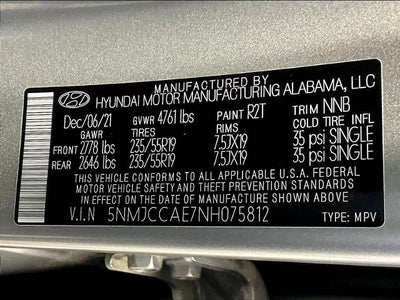 MANUFACTURED BY
HYUNDAI MOTOR MANUFACTURING ALABAMA, LLC
Dec/06/21 GVWR 4761 lbs PAINT R2T TRIM NNB
GAWR TIRES RIMS COLD TIRE INFL
FRONT 2778 lbs 235/55R19 7.5JX19 35 psi SINGLE
REAR 2646 lbs 235/55R19 7.5JX19 35 psi SINGLE
THIS VEHICLE CONFORMS TO ALL APPLICABLE U.S.A. FEDERAL
MOTOR VEHICLE SAFETY AND THEFT PREVENTION STANDARDS
IN EFFECT ON THE DATE OF MANUFACTURE SHOWN ABOVE.
V.I.N 5NMJCCAE7NH075812 TYPE: MPV